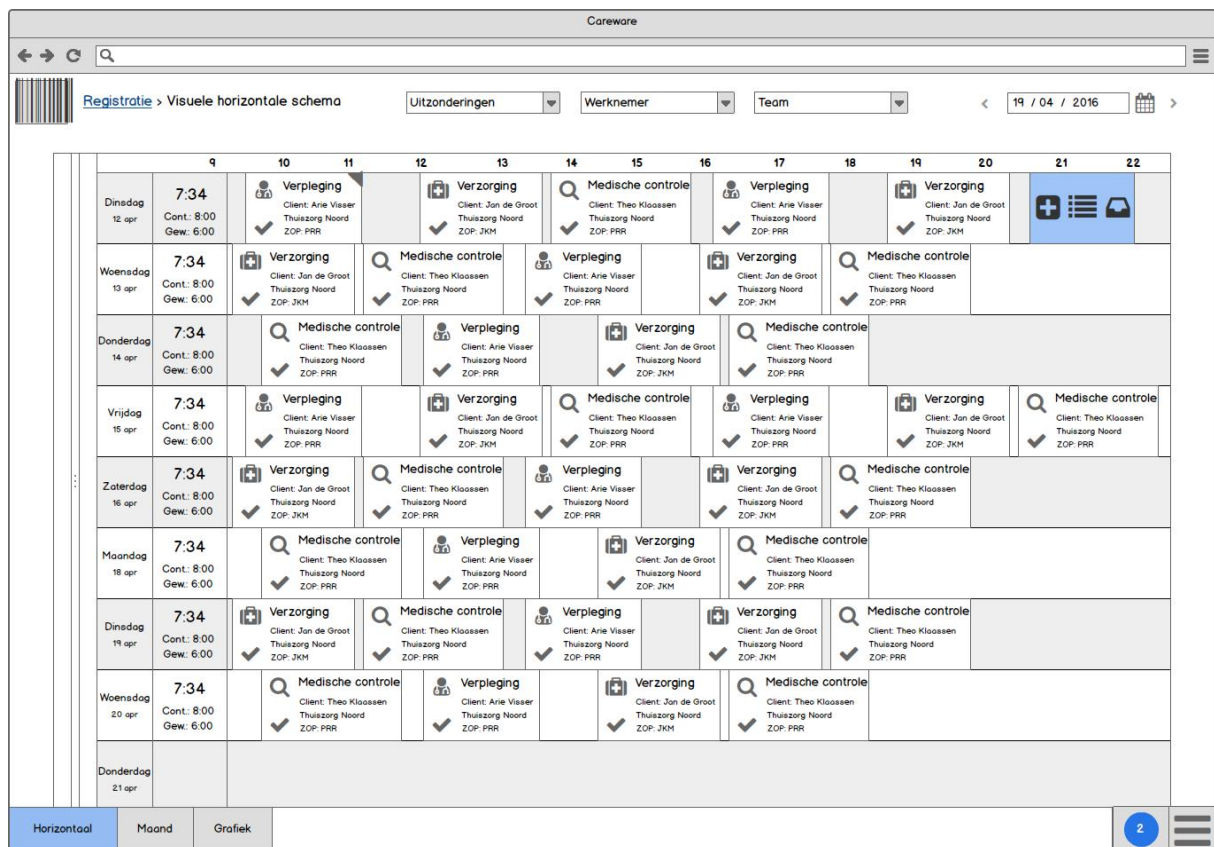 Careware
Registratie > Visuele horizontale schema
Uitzonderingen
Werknemer
Team
< 19 / 04 / 2016 >
9 10 11 12 13 14 15 16 17 18 19 20 21 22
Dinsdag
12 apr
7:34
Cont.: 8:00
Gew.: 6:00
Verpleging
Client: Arie Visser
Thuiszorg Noord
ZOP: PRR
Verzorging
Client: Jan de Groot
Thuiszorg Noord
ZOP: JKM
Medische controle
Client: Theo Klaassen
Thuiszorg Noord
ZOP: PRR
Verpleging
Client: Arie Visser
Thuiszorg Noord
ZOP: PRR
Verzorging
Client: Jan de Groot
Thuiszorg Noord
ZOP: JKM
Woensdag
13 apr
7:34
Cont.: 8:00
Gew.: 6:00
Verzorging
Client: Jan de Groot
Thuiszorg Noord
ZOP: JKM
Medische controle
Client: Theo Klaassen
Thuiszorg Noord
ZOP: PRR
Verpleging
Client: Arie Visser
Thuiszorg Noord
ZOP: PRR
Verzorging
Client: Jan de Groot
Thuiszorg Noord
ZOP: JKM
Medische controle
Client: Theo Klaassen
Thuiszorg Noord
ZOP: PRR
Donderdag
14 apr
7:34
Cont.: 8:00
Gew.: 6:00
Medische controle
Client: Theo Klaassen
Thuiszorg Noord
ZOP: PRR
Verpleging
Client: Arie Visser
Thuiszorg Noord
ZOP: PRR
Verzorging
Client: Jan de Groot
Thuiszorg Noord
ZOP: JKM
Medische controle
Client: Theo Klaassen
Thuiszorg Noord
ZOP: PRR
Vrijdag
15 apr
7:34
Cont.: 8:00
Gew.: 6:00
Verpleging
Client: Arie Visser
Thuiszorg Noord
ZOP: PRR
Verzorging
Client: Jan de Groot
Thuiszorg Noord
ZOP: JKM
Medische controle
Client: Theo Klaassen
Thuiszorg Noord
ZOP: PRR
Verpleging
Client: Arie Visser
Thuiszorg Noord
ZOP: PRR
Verzorging
Client: Jan de Groot
Thuiszorg Noord
ZOP: JKM
Medische controle
Client: Theo Klaassen
Thuiszorg Noord
ZOP: PRR
Zaterdag
16 apr
7:34
Cont.: 8:00
Gew.: 6:00
Verzorging
Client: Jan de Groot
Thuiszorg Noord
ZOP: JKM
Medische controle
Client: Theo Klaassen
Thuiszorg Noord
ZOP: PRR
Verpleging
Client: Arie Visser
Thuiszorg Noord
ZOP: PRR
Verzorging
Client: Jan de Groot
Thuiszorg Noord
ZOP: JKM
Medische controle
Client: Theo Klaassen
Thuiszorg Noord
ZOP: PRR
Maandag
18 apr
7:34
Cont.: 8:00
Gew.: 6:00
Medische controle
Client: Theo Klaassen
Thuiszorg Noord
ZOP: PRR
Verpleging
Client: Arie Visser
Thuiszorg Noord
ZOP: PRR
Verzorging
Client: Jan de Groot
Thuiszorg Noord
ZOP: JKM
Medische controle
Client: Theo Klaassen
Thuiszorg Noord
ZOP: PRR
Dinsdag
19 apr
7:34
Cont.: 8:00
Gew.: 6:00
Verzorging
Client: Jan de Groot
Thuiszorg Noord
ZOP: JKM
Medische controle
Client: Theo Klaassen
Thuiszorg Noord
ZOP: PRR
Verpleging
Client: Arie Visser
Thuiszorg Noord
ZOP: PRR
Verzorging
Client: Jan de Groot
Thuiszorg Noord
ZOP: JKM
Medische controle
Client: Theo Klaassen
Thuiszorg Noord
ZOP: PRR
Woensdag
20 apr
7:34
Cont.: 8:00
Gew.: 6:00
Medische controle
Client: Theo Klaassen
Thuiszorg Noord
ZOP: PRR
Verpleging
Client: Arie Visser
Thuiszorg Noord
ZOP: PRR
Verzorging
Client: Jan de Groot
Thuiszorg Noord
ZOP: JKM
Medische controle
Client: Theo Klaassen
Thuiszorg Noord
ZOP: PRR
Donderdag
21 apr
Horizontaal
Maand
Grafiek
2